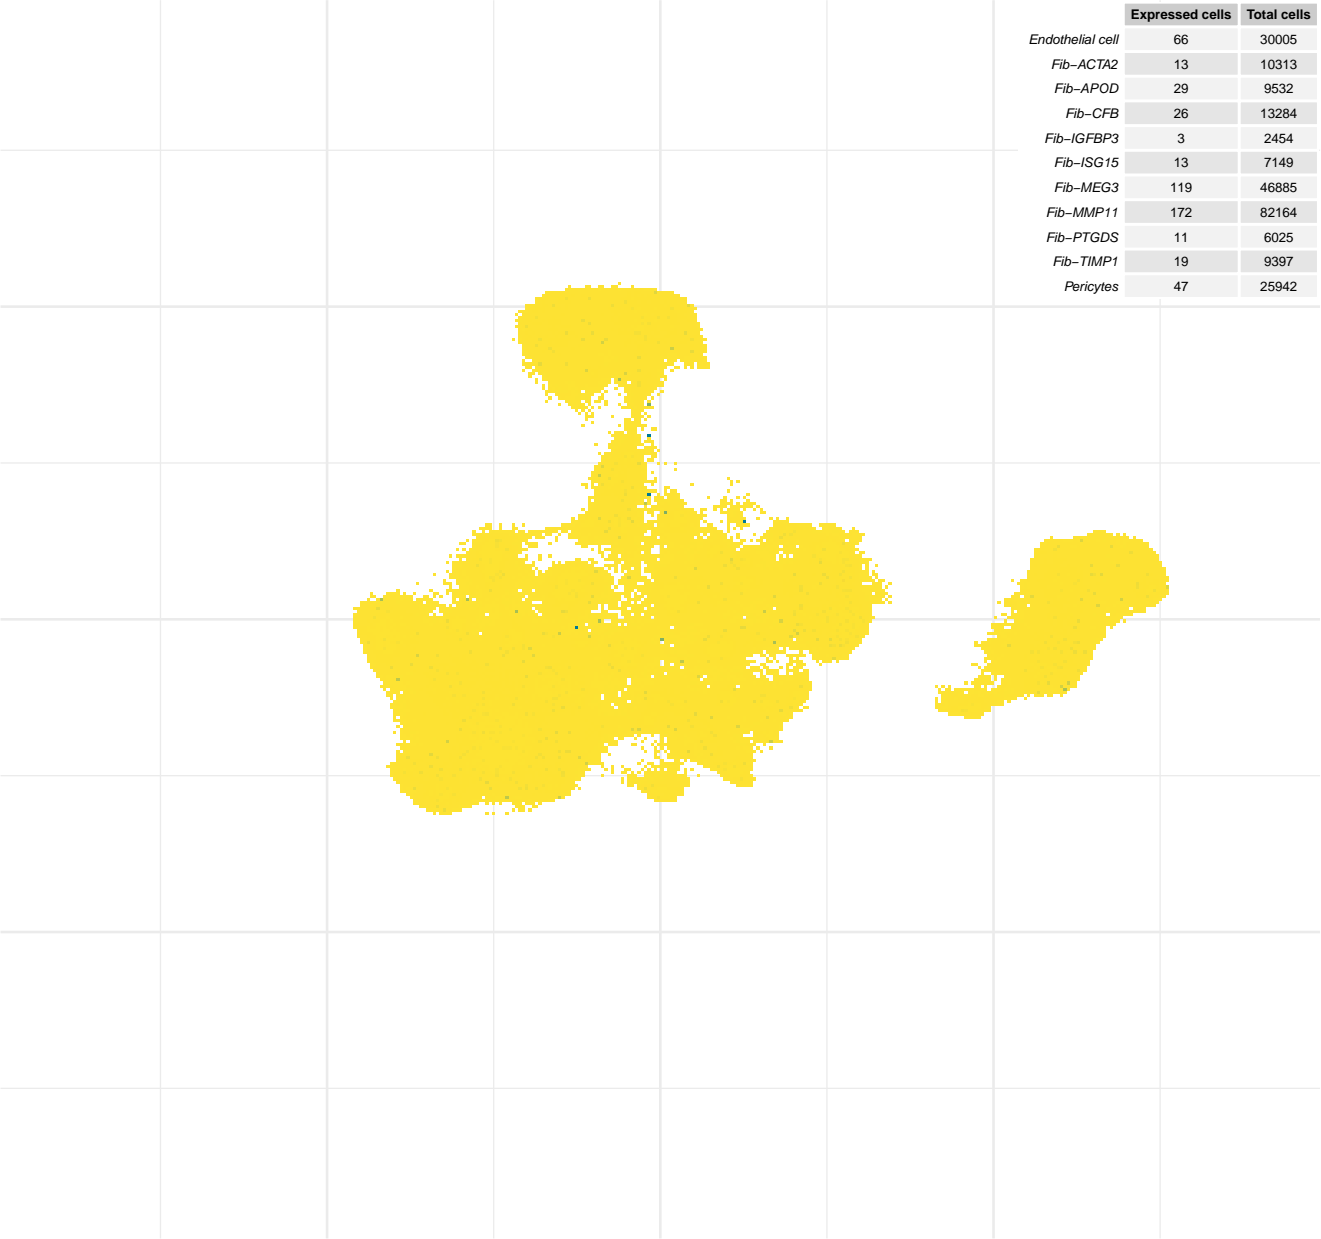 Expressed cells Total cells
Endothelial cell 66 30005
Fib−ACTA2 13 10313
Fib−APOD 29 9532
Fib−CFB 26 13284
Fib−IGFBP3 3 2454
Fib−ISG15 13 7149
Fib−MEG3 119 46885
Fib−MMP11 172 82164
Fib−PTGDS 11 6025
Fib−TIMP1 19 9397
Pericytes 47 25942